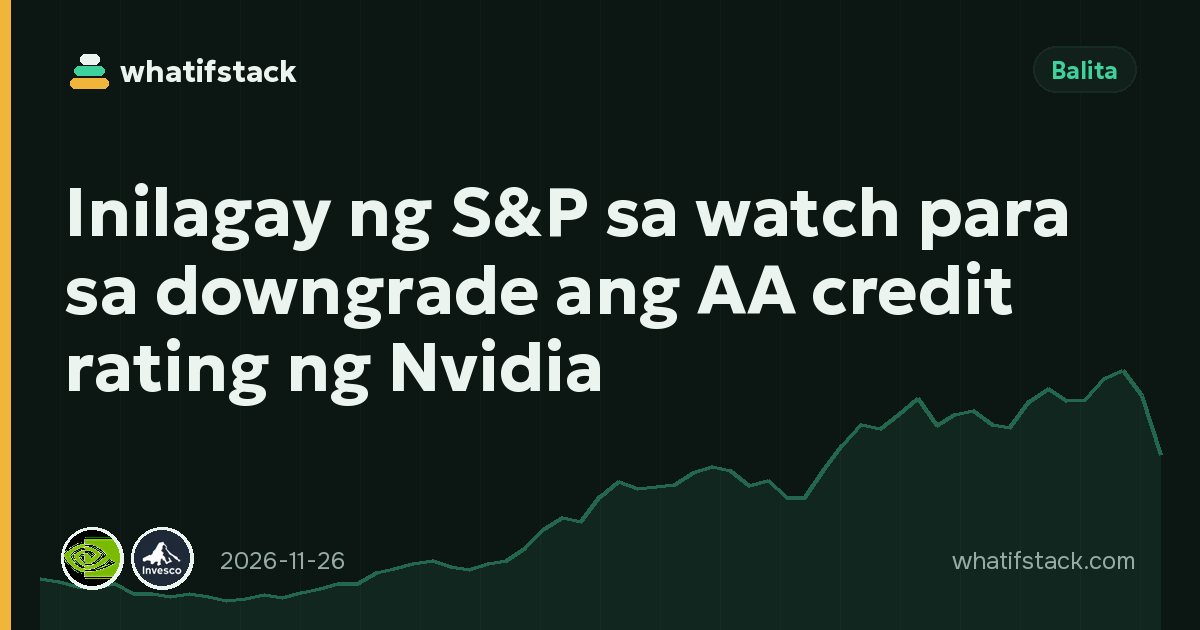 whatifstack
Balita
Inilagay ng S&P sa watch para
sa downgrade ang AA credit
rating ng Nvidia
Invesco
2026-11-26
whatifstack.com